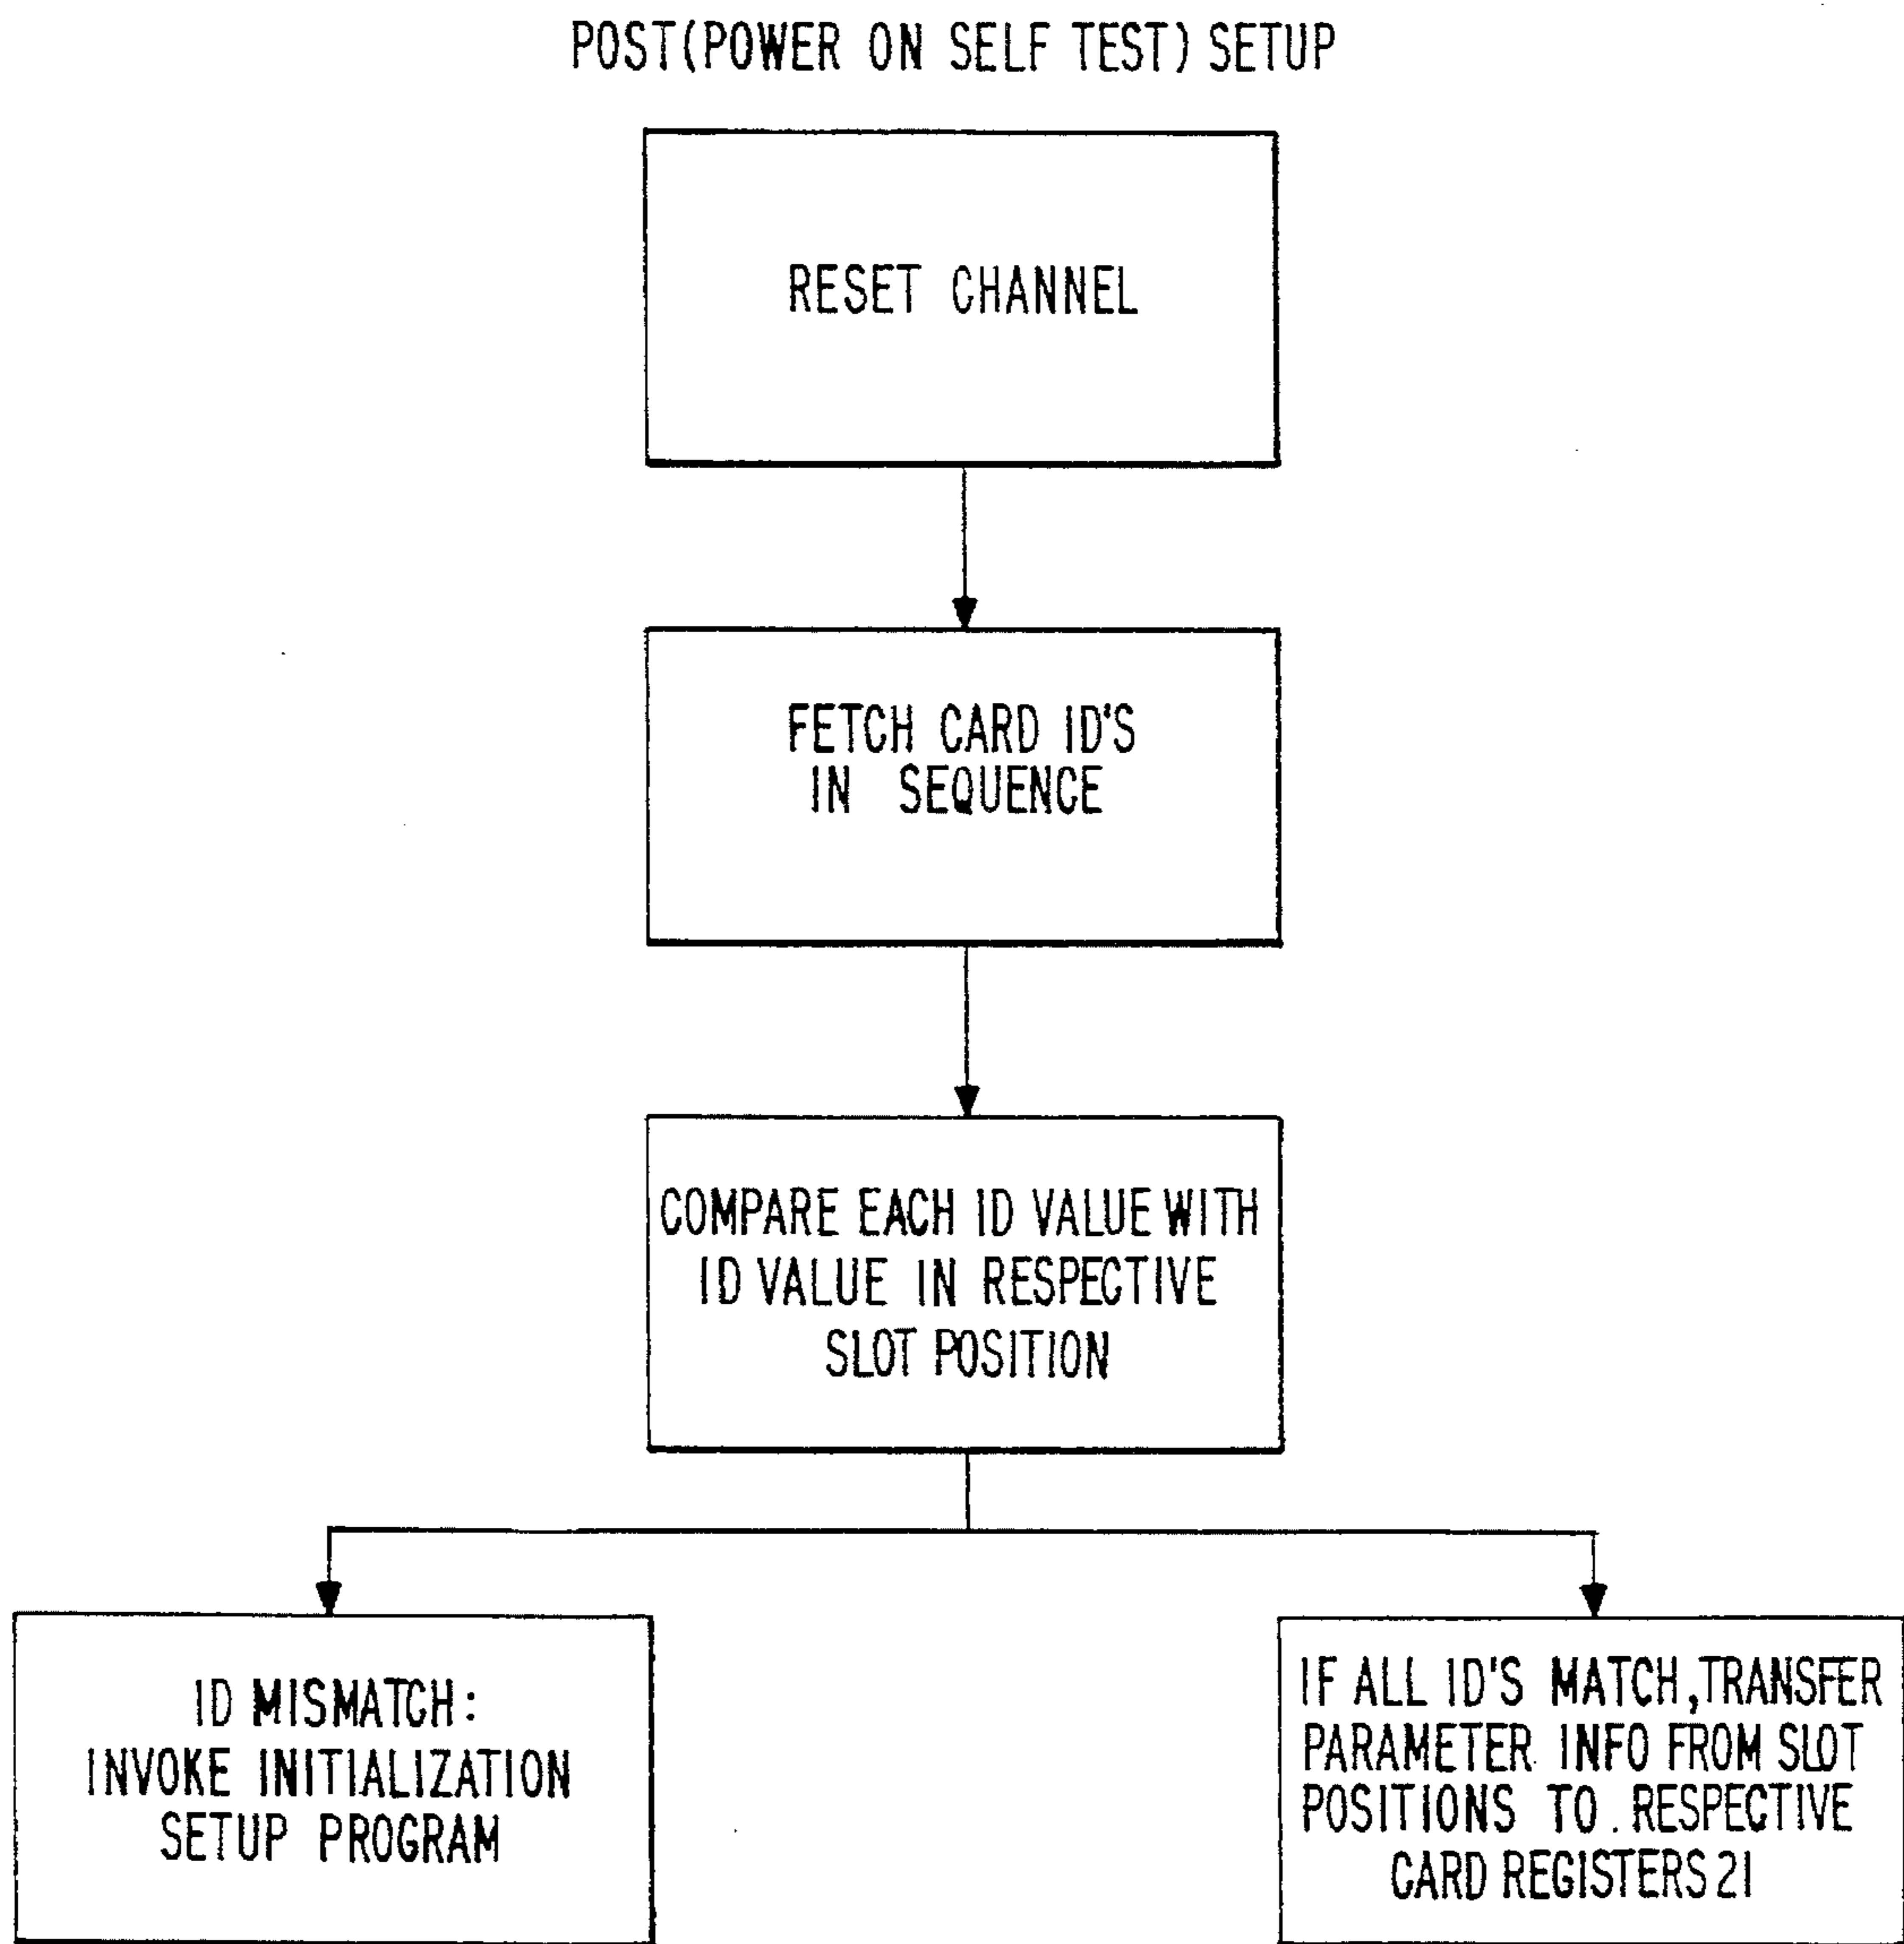 POST(POWER ON SELF TEST) SETUP
RESET CHANNEL
FETCH CARD ID'S
IN SEQUENCE
COMPARE EACH ID VALUE WITH
ID VALUE IN RESPECTIVE
SLOT POSITION
ID MISMATCH:
INVOKE INITIALIZATION
SETUP PROGRAM
IF ALL ID'S MATCH,TRANSFER
PARAMETER INFO FROM SLOT
POSITIONS TO RESPECTIVE
CARD REGISTERS 21